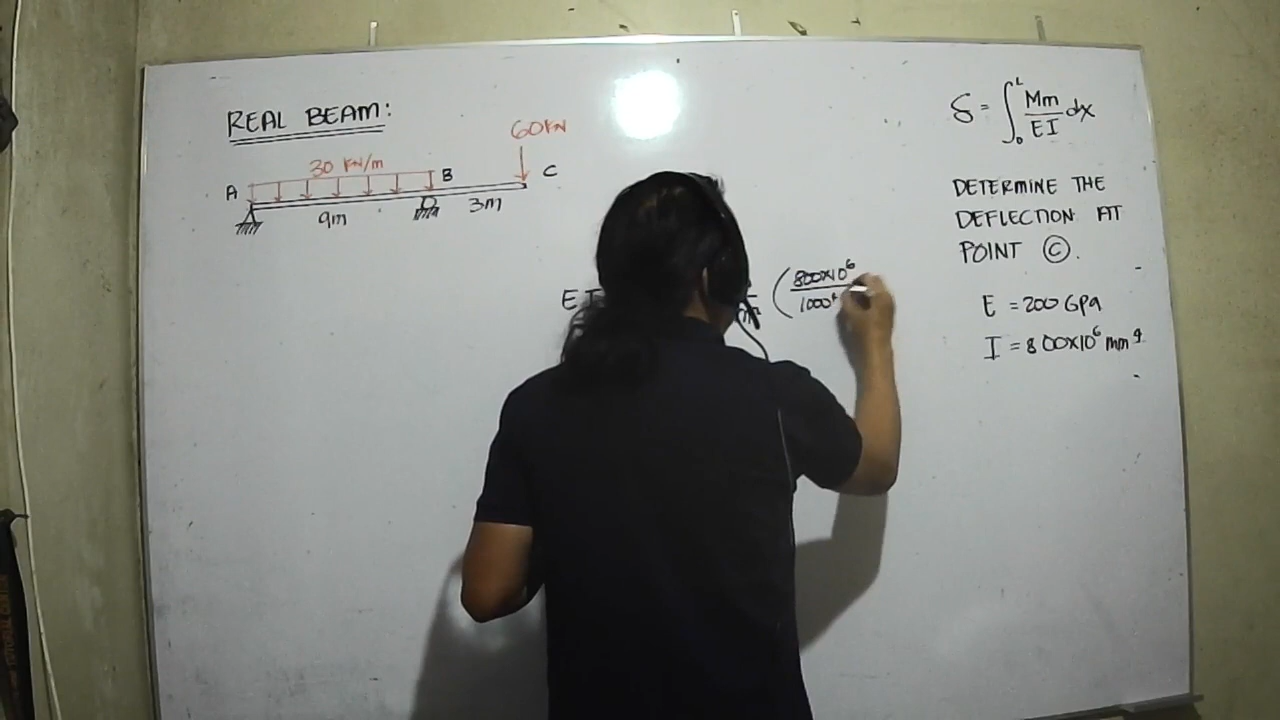 REAL BEAM:
60KN
30 KN/m
A
B
C
9m
3m
δ = ∫₀ᴸ Mm/EI dx
DETERMINE THE
DEFLECTION AT
POINT Ⓒ.
E = 200 GPa
I = 800x10⁶ mm⁴
EI
(800x10⁶/1000⁴